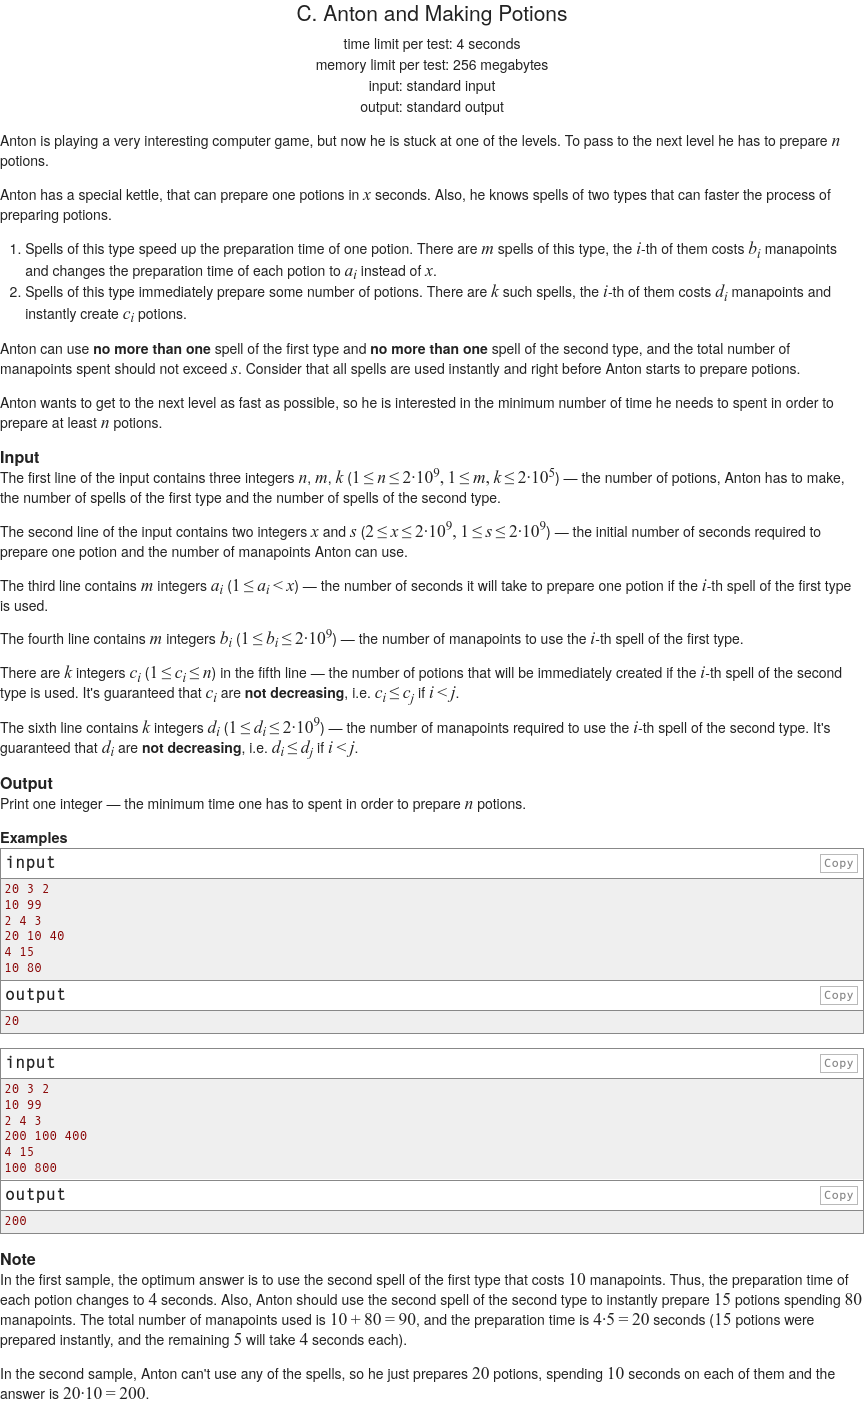 C. Anton and Making Potions
time limit per test: 4 seconds
memory limit per test: 256 megabytes
input: standard input
output: standard output
Anton is playing a very interesting computer game, but now he is stuck at one of the levels. To pass to the next level he has to prepare n
potions.
Anton has a special kettle, that can prepare one potions in x seconds. Also, he knows spells of two types that can faster the process of
preparing potions.
1. Spells of this type speed up the preparation time of one potion. There are m spells of this type, the i-th of them costs b_i manapoints
and changes the preparation time of each potion to a_i instead of x.
2. Spells of this type immediately prepare some number of potions. There are k such spells, the i-th of them costs d_i manapoints and
instantly create c_i potions.
Anton can use no more than one spell of the first type and no more than one spell of the second type, and the total number of
manapoints spent should not exceed s. Consider that all spells are used instantly and right before Anton starts to prepare potions.
Anton wants to get to the next level as fast as possible, so he is interested in the minimum number of time he needs to spent in order to
prepare at least n potions.
Input
The first line of the input contains three integers n, m, k (1 ≤ n ≤ 2·10^9, 1 ≤ m, k ≤ 2·10^5) — the number of potions, Anton has to make,
the number of spells of the first type and the number of spells of the second type.
The second line of the input contains two integers x and s (2 ≤ x ≤ 2·10^9, 1 ≤ s ≤ 2·10^9) — the initial number of seconds required to
prepare one potion and the number of manapoints Anton can use.
The third line contains m integers a_i (1 ≤ a_i < x) — the number of seconds it will take to prepare one potion if the i-th spell of the first type
is used.
The fourth line contains m integers b_i (1 ≤ b_i ≤ 2·10^9) — the number of manapoints to use the i-th spell of the first type.
There are k integers c_i (1 ≤ c_i ≤ n) in the fifth line — the number of potions that will be immediately created if the i-th spell of the second
type is used. It's guaranteed that c_i are not decreasing, i.e. c_i ≤ c_j if i < j.
The sixth line contains k integers d_i (1 ≤ d_i ≤ 2·10^9) — the number of manapoints required to use the i-th spell of the second type. It's
guaranteed that d_i are not decreasing, i.e. d_i ≤ d_j if i < j.
Output
Print one integer — the minimum time one has to spent in order to prepare n potions.
Examples
input Copy
20 3 2
10 99
2 4 3
20 10 40
4 15
10 80
output Copy
20
input Copy
20 3 2
10 99
2 4 3
200 100 400
4 15
100 800
output Copy
200
Note
In the first sample, the optimum answer is to use the second spell of the first type that costs 10 manapoints. Thus, the preparation time of
each potion changes to 4 seconds. Also, Anton should use the second spell of the second type to instantly prepare 15 potions spending 80
manapoints. The total number of manapoints used is 10 + 80 = 90, and the preparation time is 4·5 = 20 seconds (15 potions were
prepared instantly, and the remaining 5 will take 4 seconds each).
In the second sample, Anton can't use any of the spells, so he just prepares 20 potions, spending 10 seconds on each of them and the
answer is 20·10 = 200.